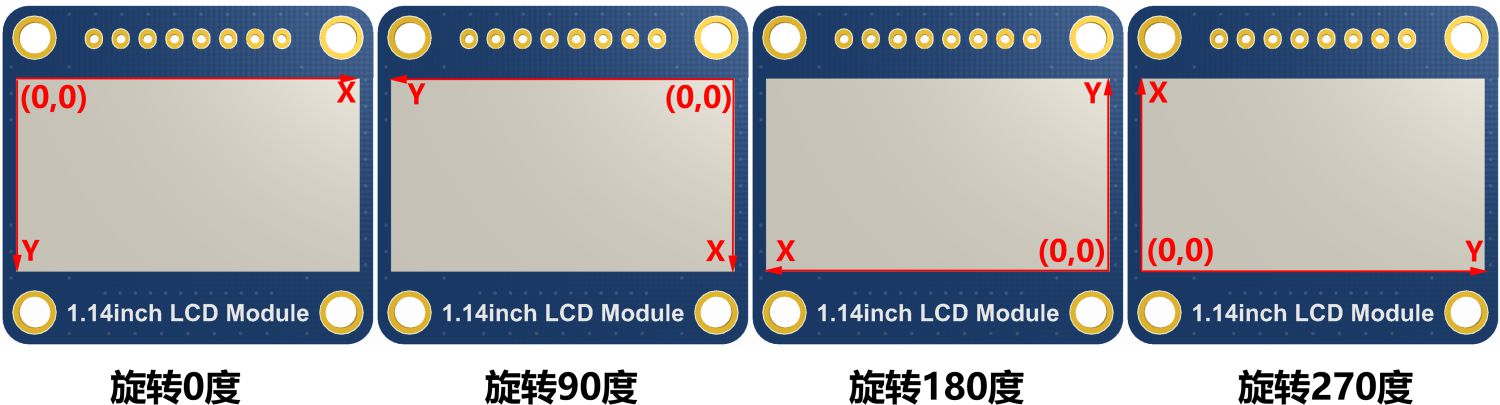 (0,0) X
Y
1.14inch LCD Module
旋转0度
Y (0,0)
X
1.14inch LCD Module
旋转90度
Y
X (0,0)
1.14inch LCD Module
旋转180度
X
(0,0) Y
1.14inch LCD Module
旋转270度